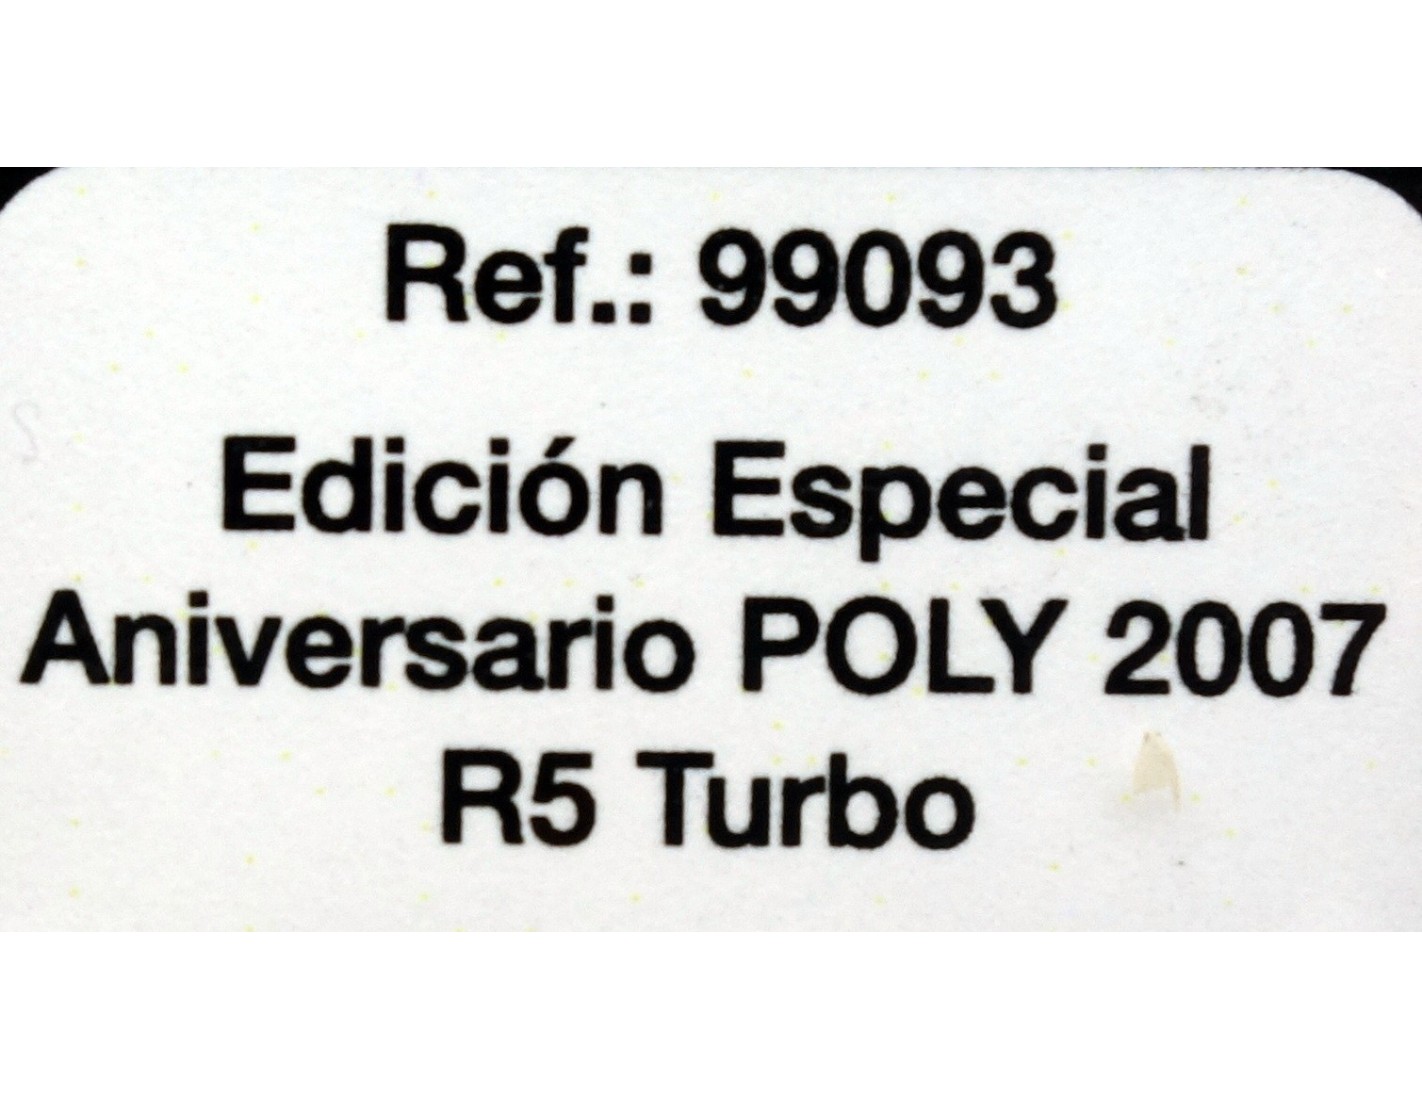 Ref.: 99093
Edición Especial
Aniversario POLY 2007
R5 Turbo